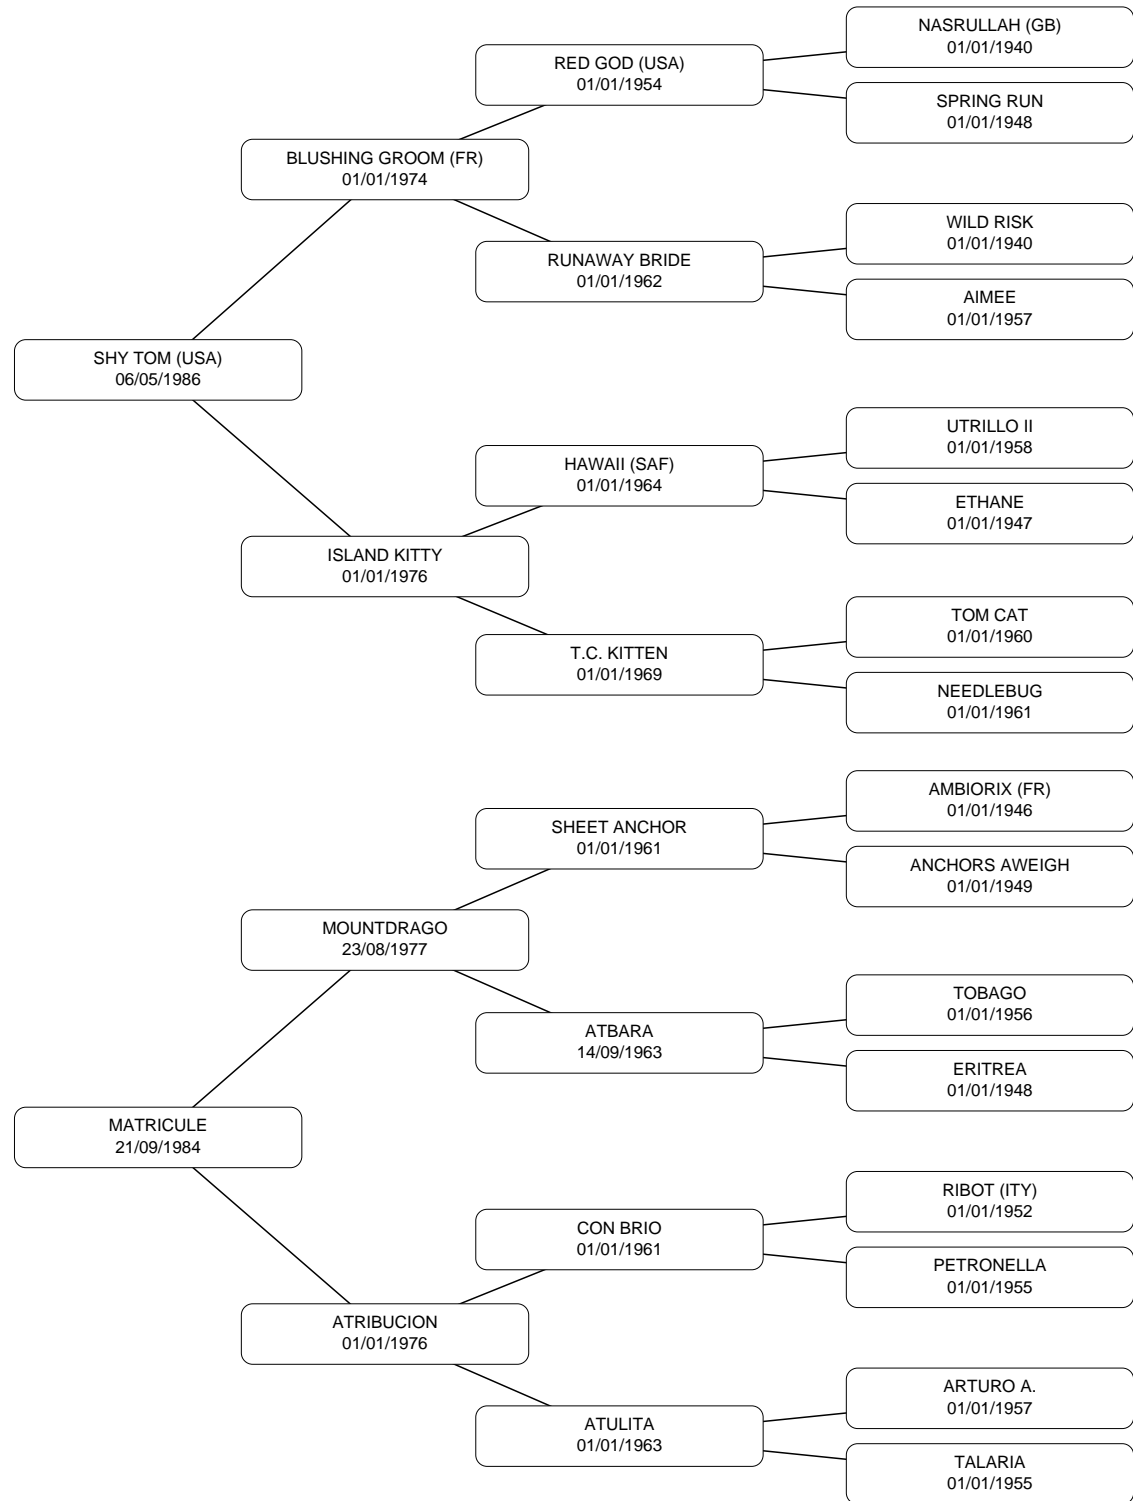 NASRULLAH (GB)
01/01/1940
RED GOD (USA)
01/01/1954
SPRING RUN
01/01/1948
BLUSHING GROOM (FR)
01/01/1974
WILD RISK
01/01/1940
RUNAWAY BRIDE
01/01/1962
AIMEE
01/01/1957
SHY TOM (USA)
06/05/1986
UTRILLO II
01/01/1958
HAWAII (SAF)
01/01/1964
ETHANE
01/01/1947
ISLAND KITTY
01/01/1976
TOM CAT
01/01/1960
T.C. KITTEN
01/01/1969
NEEDLEBUG
01/01/1961
AMBIORIX (FR)
01/01/1946
SHEET ANCHOR
01/01/1961
ANCHORS AWEIGH
01/01/1949
MOUNTDRAGO
23/08/1977
TOBAGO
01/01/1956
ATBARA
14/09/1963
ERITREA
01/01/1948
MATRICULE
21/09/1984
RIBOT (ITY)
01/01/1952
CON BRIO
01/01/1961
PETRONELLA
01/01/1955
ATRIBUCION
01/01/1976
ARTURO A.
01/01/1957
ATULITA
01/01/1963
TALARIA
01/01/1955